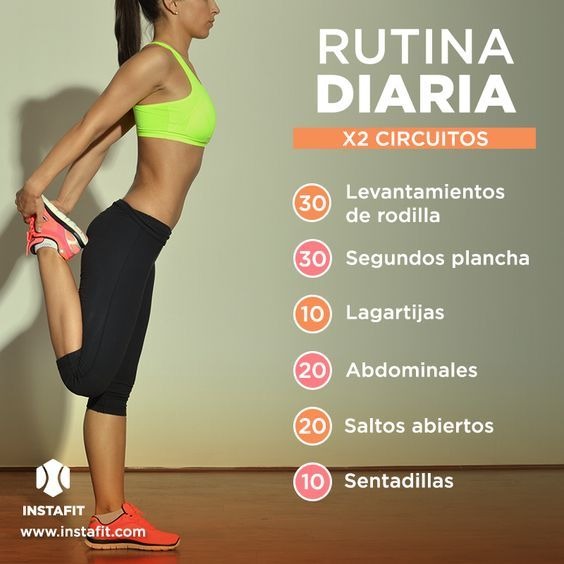 RUTINA
DIARIA
X2 CIRCUITOS
30 Levantamientos
de rodilla
30 Segundos plancha
10 Lagartijas
20 Abdominales
20 Saltos abiertos
10 Sentadillas
INSTAFIT
www.instafit.com